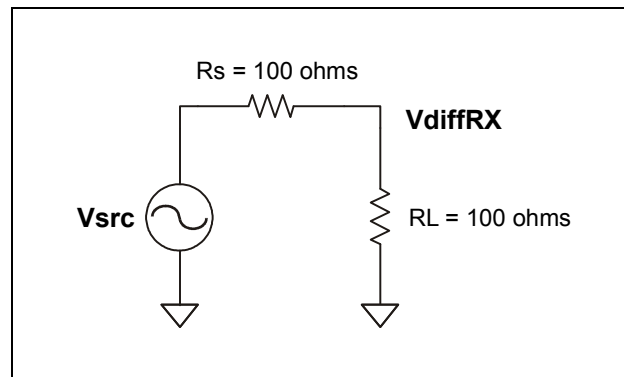 Rs = 100 ohms
VdiffRX
Vsrc
RL = 100 ohms